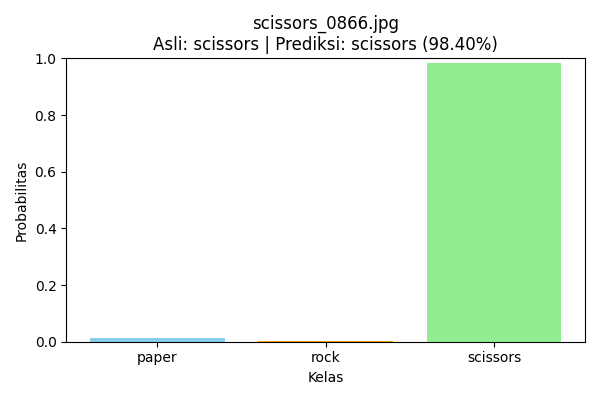 scissors_0866.jpg
Asli: scissors | Prediksi: scissors (98.40%)
1.0
0.8
0.6
0.4
0.2
0.0
Probabilitas
paper
rock
scissors
Kelas